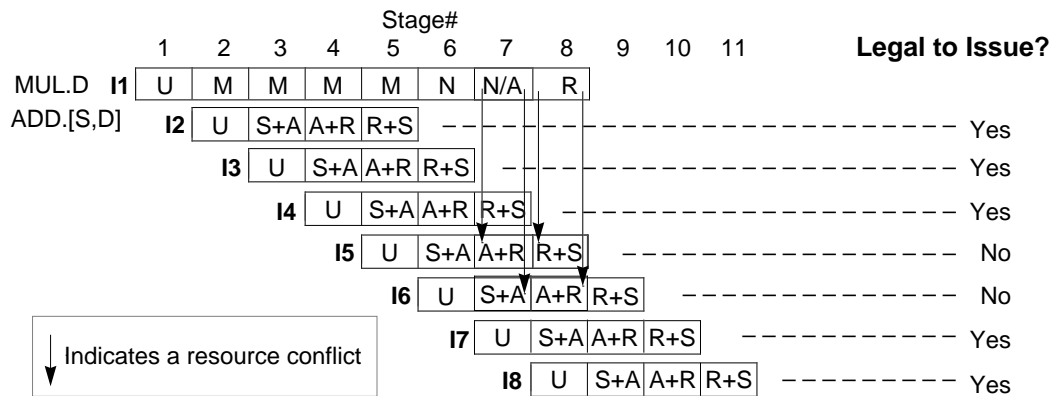 Stage#
1 2 3 4 5 6 7 8 9 10 11 Legal to Issue?
MUL.D I1 U M M M M N N/A R
ADD.[S,D] I2 U S+A A+R R+S Yes
I3 U S+A A+R R+S Yes
I4 U S+A A+R R+S Yes
I5 U S+A A+R R+S No
I6 U S+A A+R R+S No
I7 U S+A A+R R+S Yes
Indicates a resource conflict
I8 U S+A A+R R+S Yes